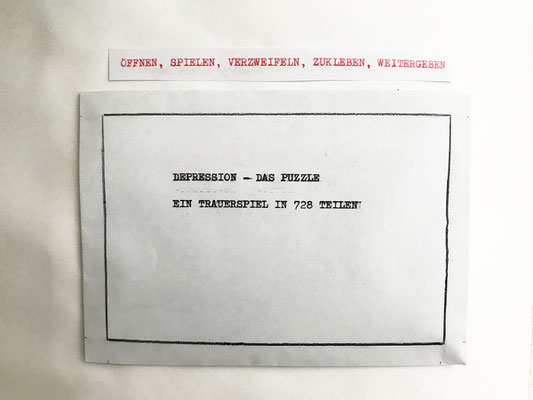 ÖFFNEN, SPIELEN, VERZWEIFELN, ZUKLEBEN, WEITERGEBEN
DEPRESSION - DAS PUZZLE
EIN TRAUERSPIEL IN 728 TEILEN